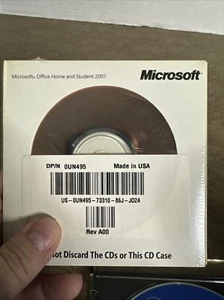 Microsoft® Office Home and Student 2007
Microsoft®
DP/N 0UN495 Made in USA
US-0UN495-73310-86J-J024
Rev A00
ot Discard The CDs or This CD Case